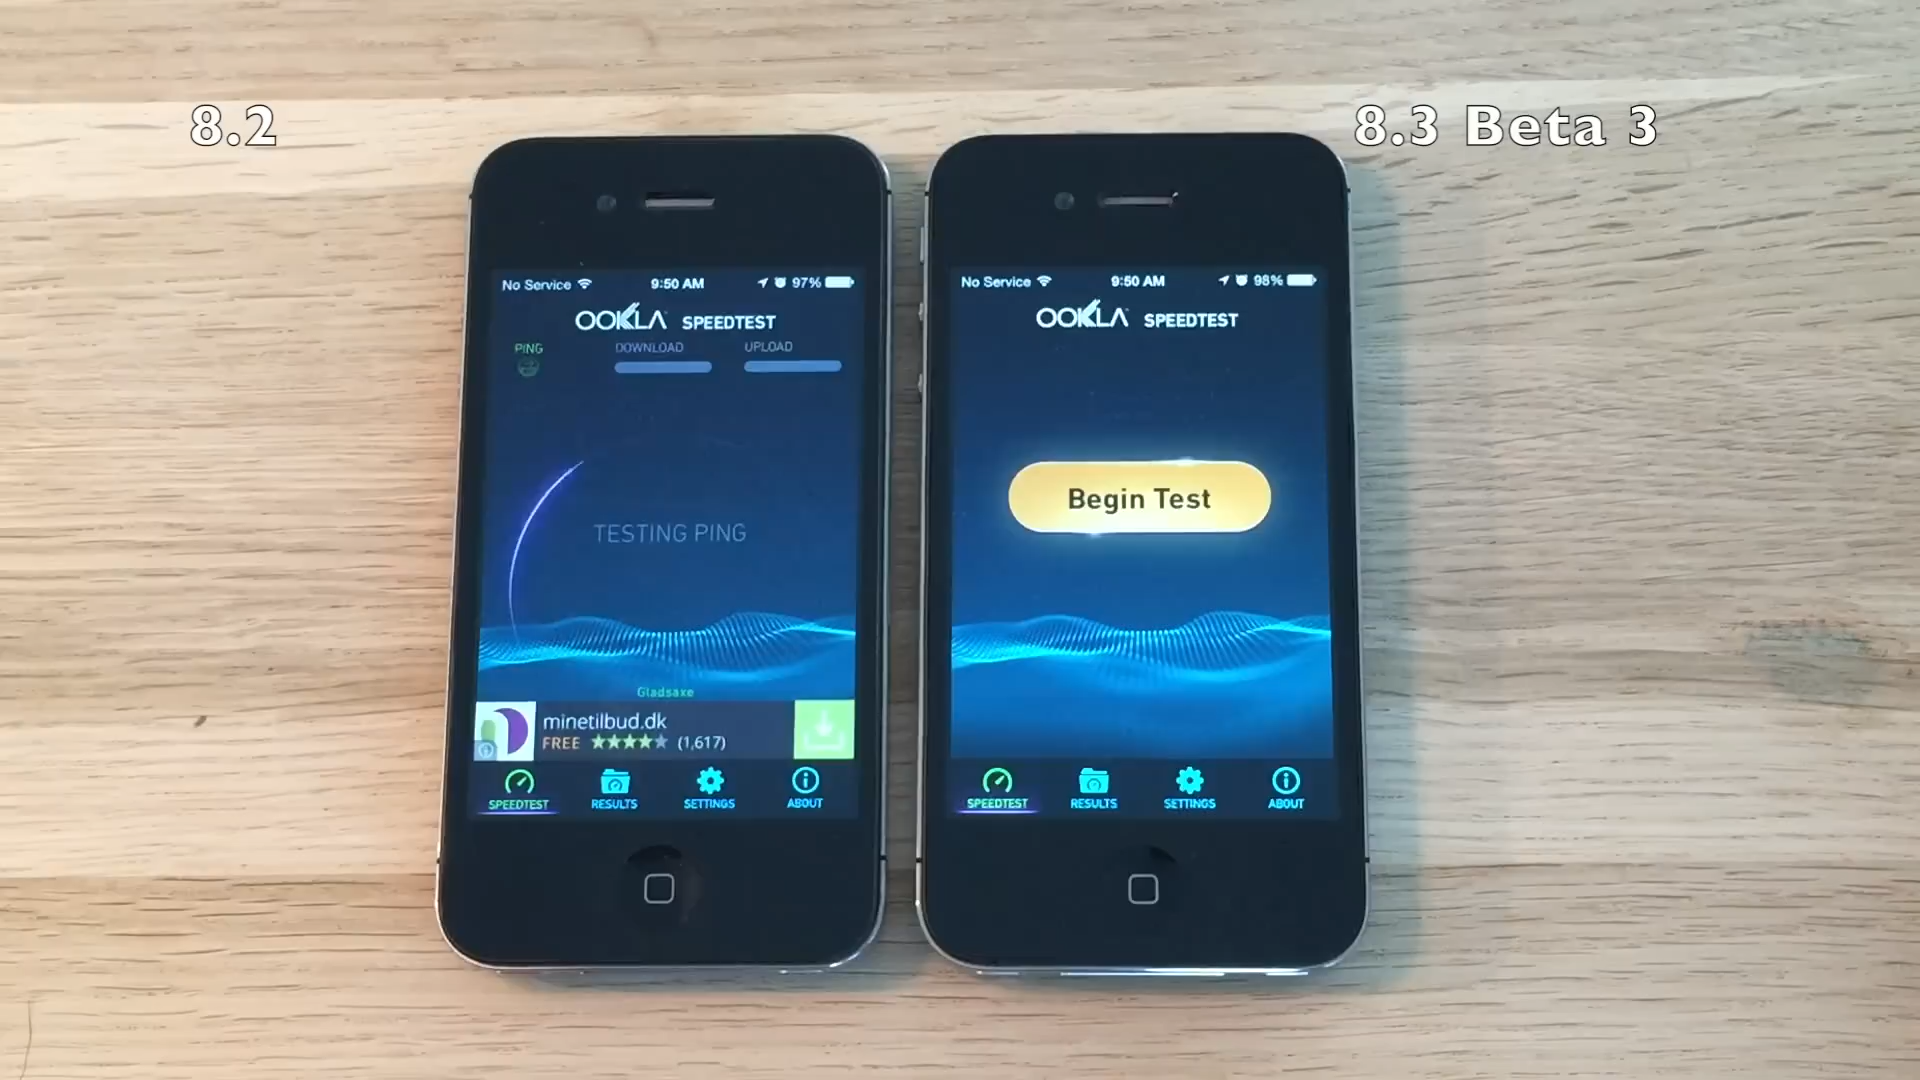 8.2
8.3 Beta 3
No Service 9:50 AM 97%
OOKLA SPEEDTEST
PING DOWNLOAD UPLOAD
TESTING PING
Gladsaxe
minetilbud.dk
FREE (1,617)
SPEEDTEST RESULTS SETTINGS ABOUT
No Service 9:50 AM 98%
OOKLA SPEEDTEST
Begin Test
SPEEDTEST RESULTS SETTINGS ABOUT